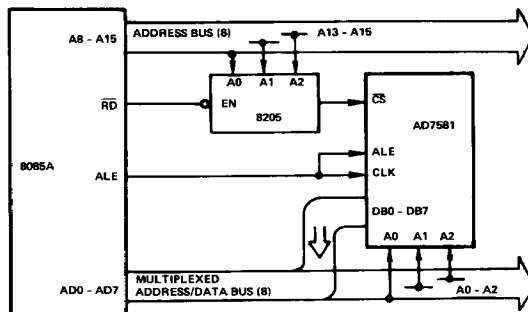 A8 – A15
ADDRESS BUS (8)
A13 – A15
A0 A1 A2
RD
EN
8205
CS
AD7581
8085A
ALE
ALE
CLK
DB0 – DB7
A0 A1 A2
MULTIPLEXED
ADDRESS/DATA BUS (8)
AD0 – AD7
A0 – A2